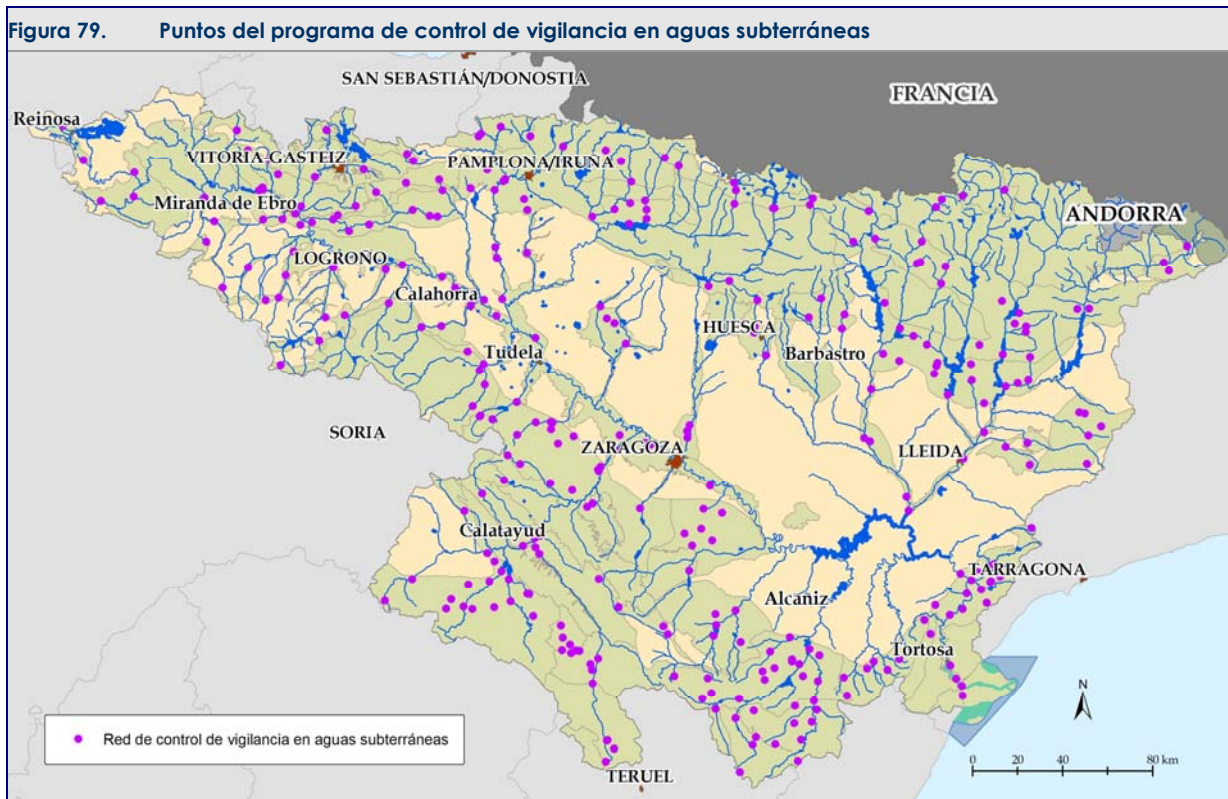 Figura 79. Puntos del programa de control de vigilancia en aguas subterráneas
SAN SEBASTIÁN/DONOSTIA
FRANCIA
Reinosa
VITORIA-GASTEIZ
PAMPLONA/IRUÑA
Miranda de Ebro
ANDORRA
LOGROÑO
Calahorra
HUESCA
Tudela
Barbastro
SORIA
ZARAGOZA
LLEIDA
Calatayud
TARRAGONA
Alcañiz
Tortosa
N
Red de control de vigilancia en aguas subterráneas
0 20 40 80 km
TERUEL